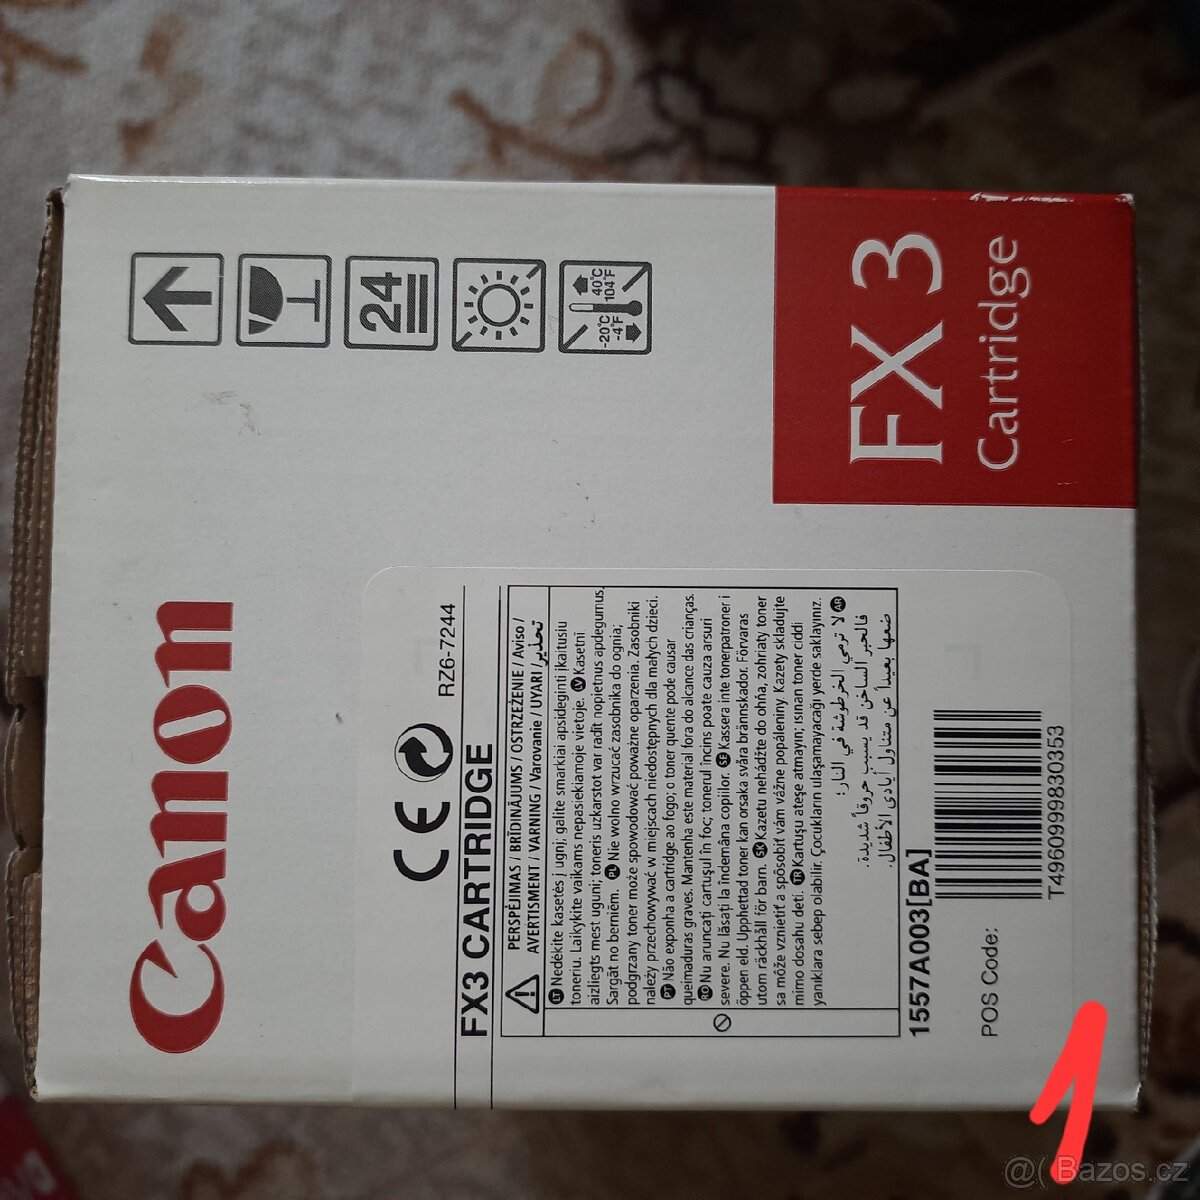 Canon
24
-20°C
-4°F
40°C
104°F
FX 3
Cartridge
RZ6-7244
FX3 CARTRIDGE
PERSPĖJIMAS / BRĪDINĀJUMS / OSTRZEŻENIE / Aviso /
AVERTISMENT / VARNING / Varovanie / UYARI / تحذير
LT Nedėkite kasetės į ugnį; galite smarkiai apsideginti įkaitusiu
toneriu. Laikykite vaikams nepasiekiamoje vietoje. LV Kasetni
aizliegts mest ugunī; toneris uzkarstot var radīt nopietnus apdegumus.
Sargāt no bērniem. PL Nie wolno wrzucać zasobnika do ognia;
podgrzany toner może spowodować poważne oparzenia. Zasobniki
należy przechowywać w miejscach niedostępnych dla małych dzieci.
PT Não exponha a cartridge ao fogo; o toner quente pode causar
queimaduras graves. Mantenha este material fora do alcance das crianças.
RO Nu aruncați cartușul în foc; tonerul încins poate cauza arsuri
severe. Nu lăsați la îndemâna copiilor. SE Kassera inte tonerpatroner i
öppen eld. Upphettad toner kan orsaka svåra brännskador. Förvaras
utom räckhåll för barn. SK Kazetu nehádžte do ohňa, zohriaty toner
sa môže vznietiť a spôsobiť vám vážne popáleniny Kazety skladujte
mimo dosahu detí. TR Kartuşu ateşe atmayın; ısınan toner ciddi
yanıklara sebep olabilir. Çocukların ulaşamayacağı yerde saklayınız.
AR لا ترمي الخرطوشة في النار؛
فالحبر الساخن قد يسبب حروقاً شديدة.
ضعها بعيداً عن متناول أيادي الأطفال.
1557A003[BA]
POS Code:
T4960999830353
1
@( Bazos.cz